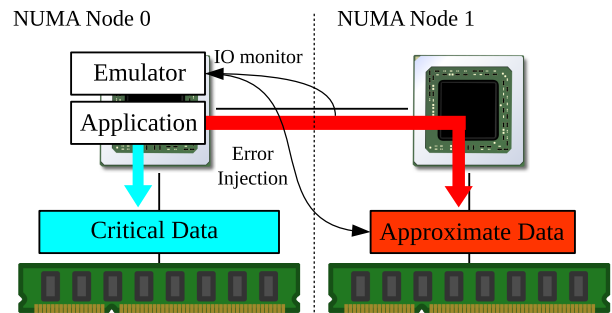 NUMA Node 0
NUMA Node 1
IO monitor
Emulator
Application
Error
Injection
Critical Data
Approximate Data